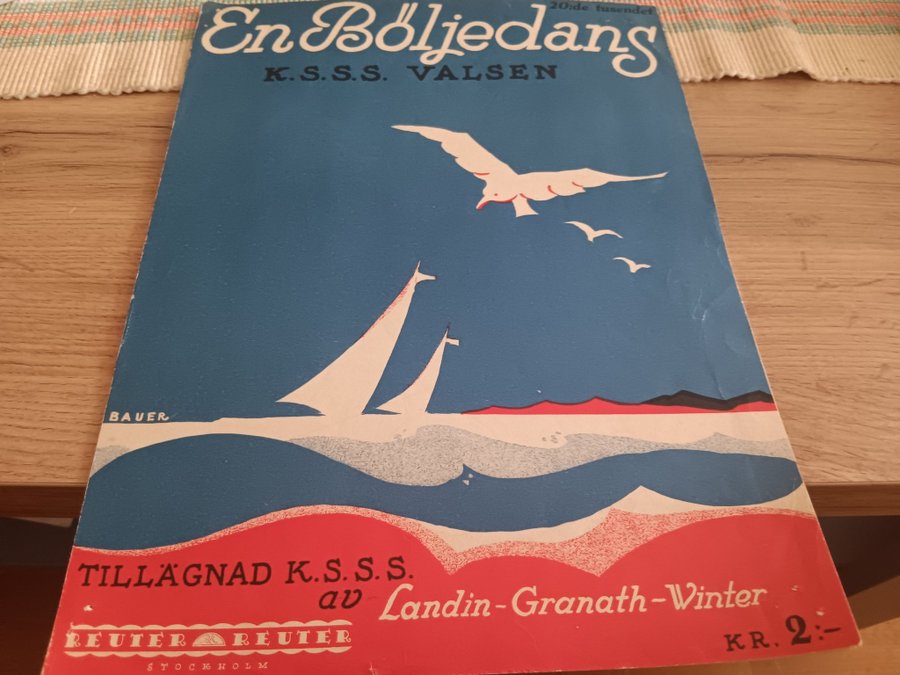 20:de tusendet
En Böljedans
K.S.S.S. VALSEN
BAUER
TILLÄGNAD K.S.S.S.
av Landin-Granath-Winter
REUTER REUTER
STOCKHOLM
KR. 2:-